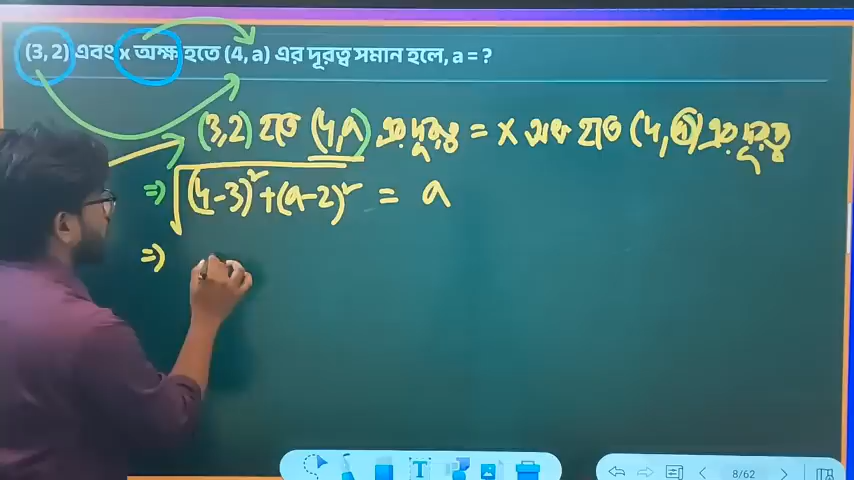 (3, 2) এবং x অক্ষ হতে (4, a) এর দূরত্ব সমান হলে, a = ?
(3,2) হতে (4,a) এর দূরত্ব = x অক্ষ হতে (4,a) এর দূরত্ব
⇒ √((4-3)²+(a-2)²) = a
⇒
8/62